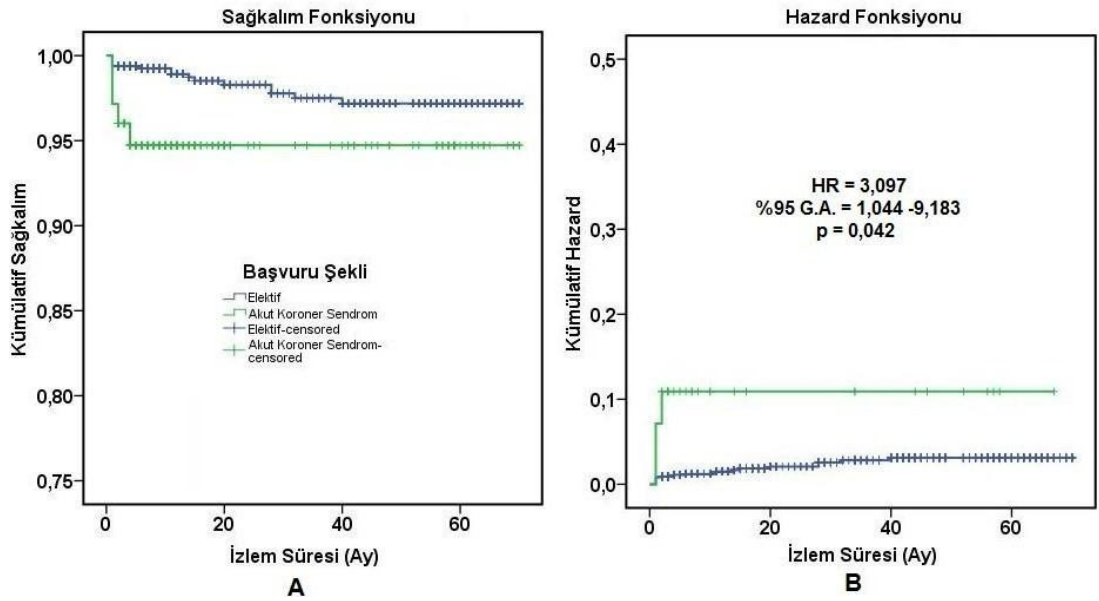 Sağkalım Fonksiyonu
1,00
0,95
0,90
0,85
0,80
0,75
Kümülatif Sağkalım
Başvuru Şekli
Elektif
Akut Koroner Sendrom
Elektif-censored
Akut Koroner Sendrom-
censored
0
20
40
60
İzlem Süresi (Ay)
A
Hazard Fonksiyonu
0,5
0,4
0,3
0,2
0,1
0,0
Kümülatif Hazard
HR = 3,097
%95 G.A. = 1,044 -9,183
p = 0,042
0
20
40
60
İzlem Süresi (Ay)
B